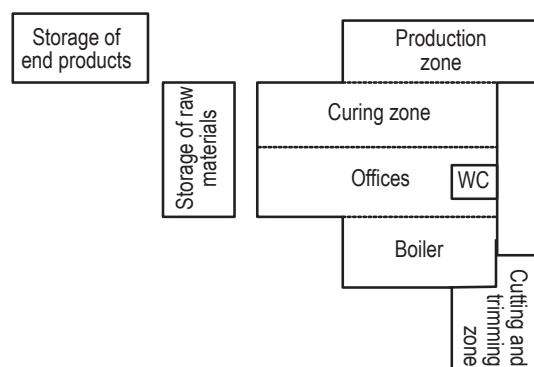 Storage of
end products
Production
zone
Storage of raw
materials
Curing zone
Offices
WC
Boiler
Cutting and
trimming
zone